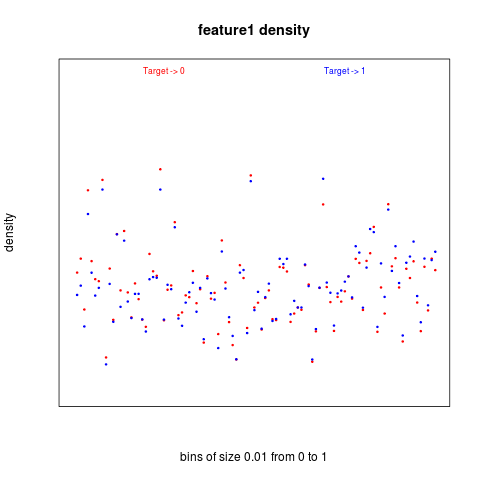 feature1 density
Target -> 0
Target -> 1
density
bins of size 0.01 from 0 to 1